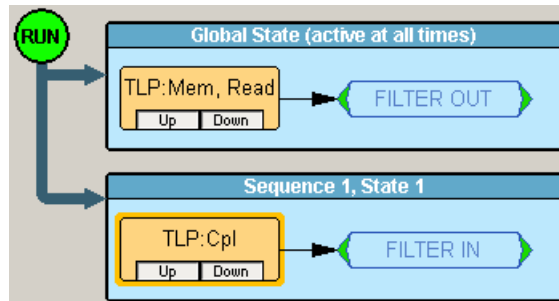 RUN
Global State (active at all times)
TLP:Mem, Read
Up Down
FILTER OUT
Sequence 1, State 1
TLP:Cpl
Up Down
FILTER IN